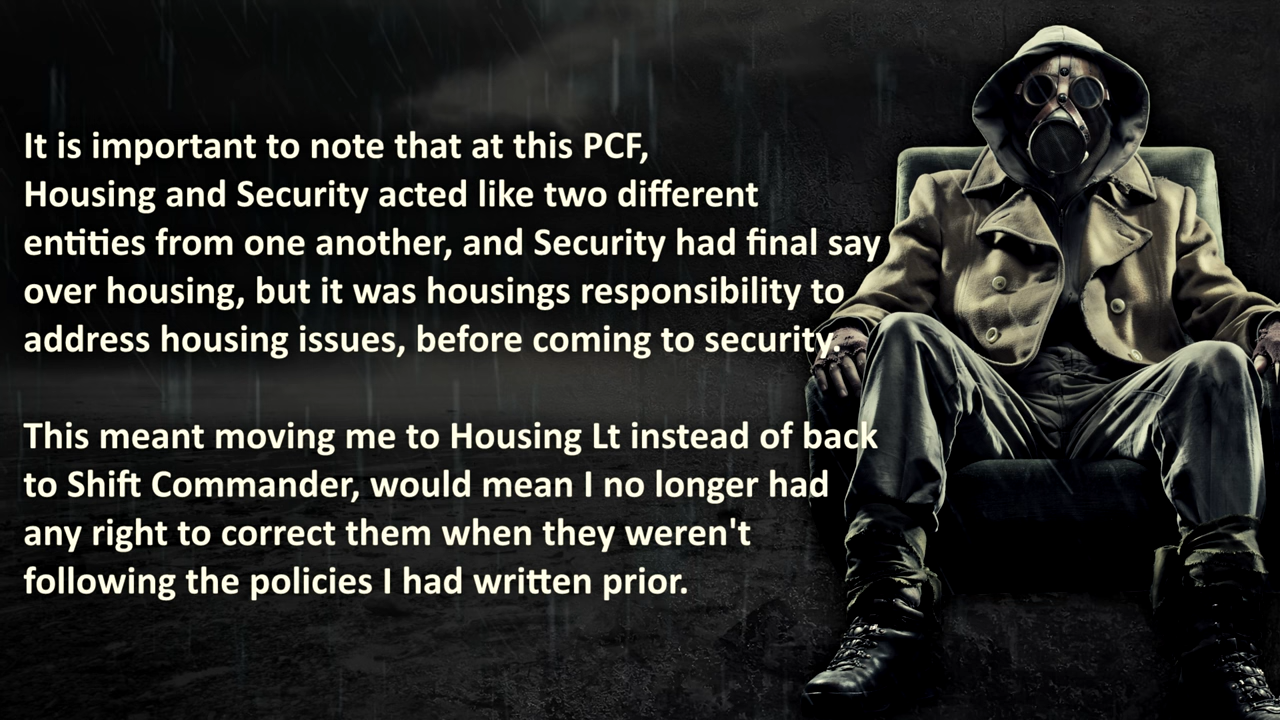 It is important to note that at this PCF,
Housing and Security acted like two different
entities from one another, and Security had final say
over housing, but it was housings responsibility to
address housing issues, before coming to security.
This meant moving me to Housing Lt instead of back
to Shift Commander, would mean I no longer had
any right to correct them when they weren't
following the policies I had written prior.